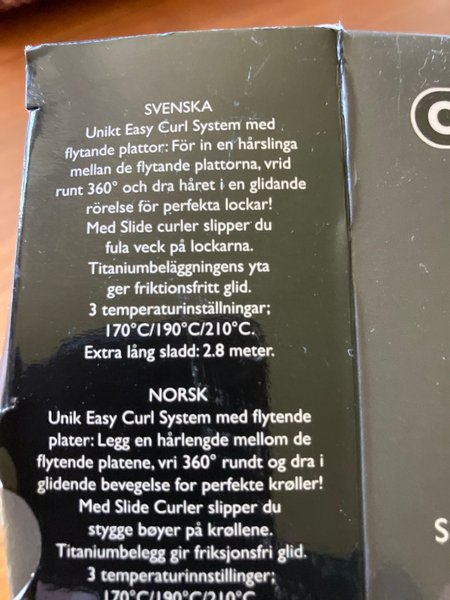 SVENSKA
Unikt Easy Curl System med
flytande plattor: För in en hårslinga
mellan de flytande plattorna, vrid
runt 360° och dra håret i en glidande
rörelse för perfekta lockar!
Med Slide curler slipper du
fula veck på lockarna.
Titaniumbeläggningens yta
ger friktionsfritt glid.
3 temperaturinställningar;
170°C/190°C/210°C.
Extra lång sladd: 2.8 meter.
NORSK
Unik Easy Curl System med flytende
plater: Legg en hårlengde mellom de
flytende platene, vri 360° rundt og dra i
glidende bevegelse for perfekte krøller!
Med Slide Curler slipper du
stygge bøyer på krøllene.
Titaniumbelegg gir friksjonsfri glid.
3 temperaturinnstillinger;
170°C/190°C/210°C
S